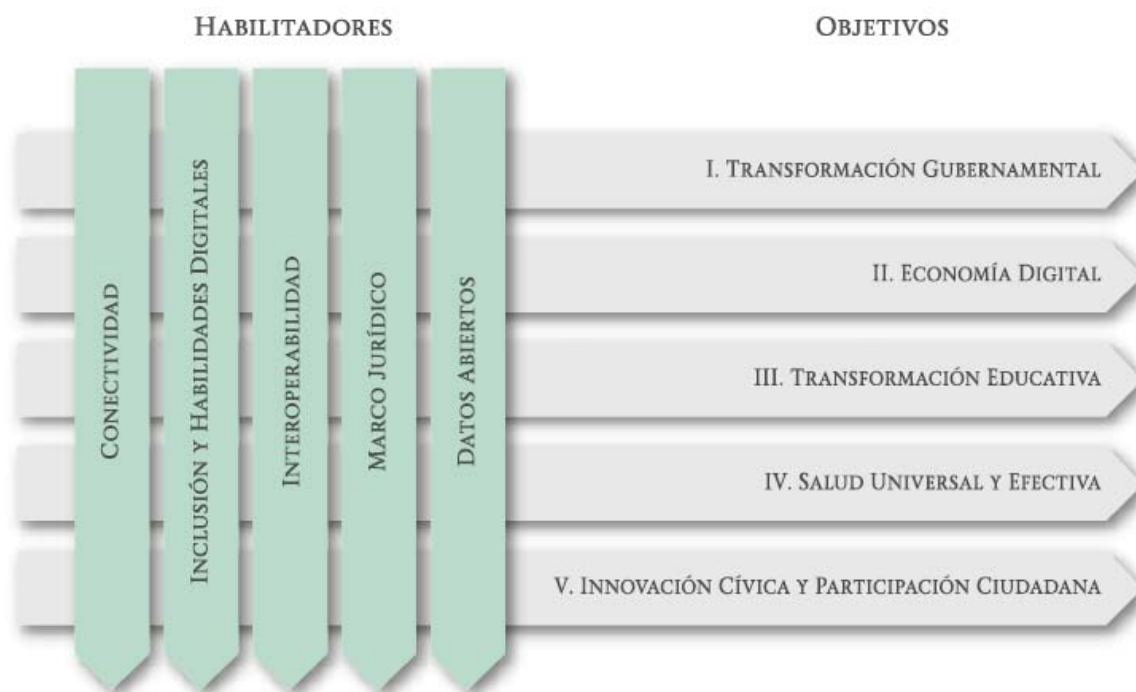 Habilitadores
Objetivos
Conectividad
Inclusión y Habilidades Digitales
Interoperabilidad
Marco Jurídico
Datos Abiertos
I. Transformación Gubernamental
II. Economía Digital
III. Transformación Educativa
IV. Salud Universal y Efectiva
V. Innovación Cívica y Participación Ciudadana